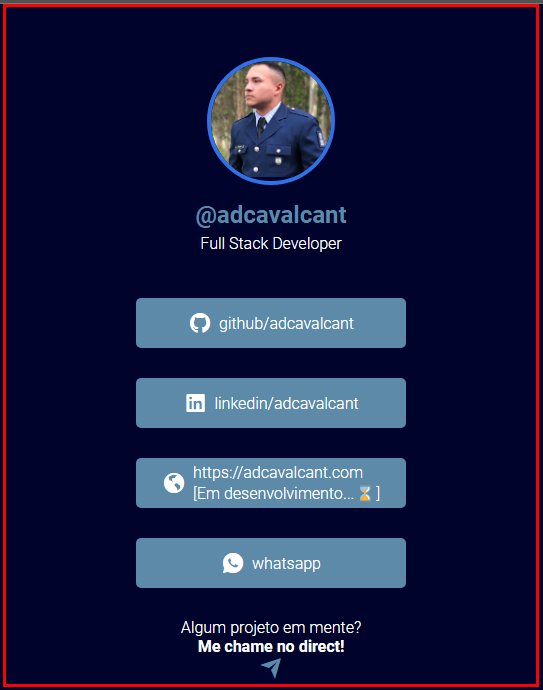 @adcavalcant
Full Stack Developer
github/adcavalcant
linkedin/adcavalcant
https://adcavalcant.com
[Em desenvolvimento...⌛]
whatsapp
Algum projeto em mente?
Me chame no direct!